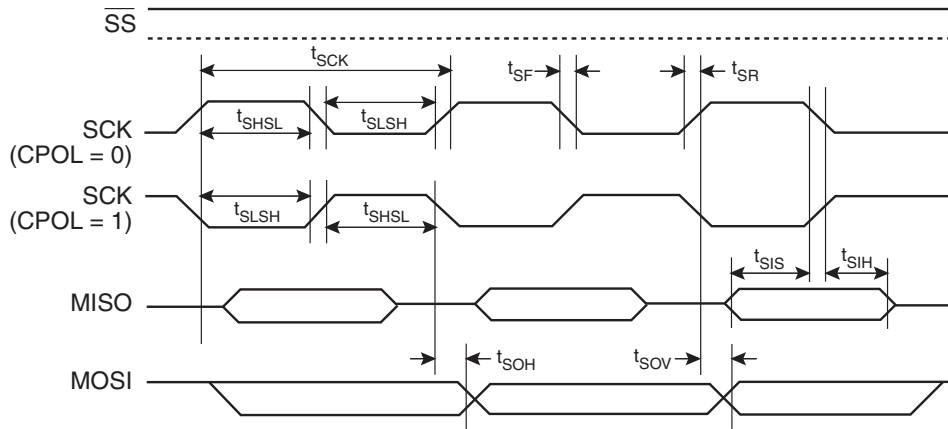 SS
tSCK
tSF
tSR
SCK
(CPOL = 0)
tSHSL
tSLSH
SCK
(CPOL = 1)
tSLSH
tSHSL
tSIS
tSIH
MISO
tSOH
tSOV
MOSI